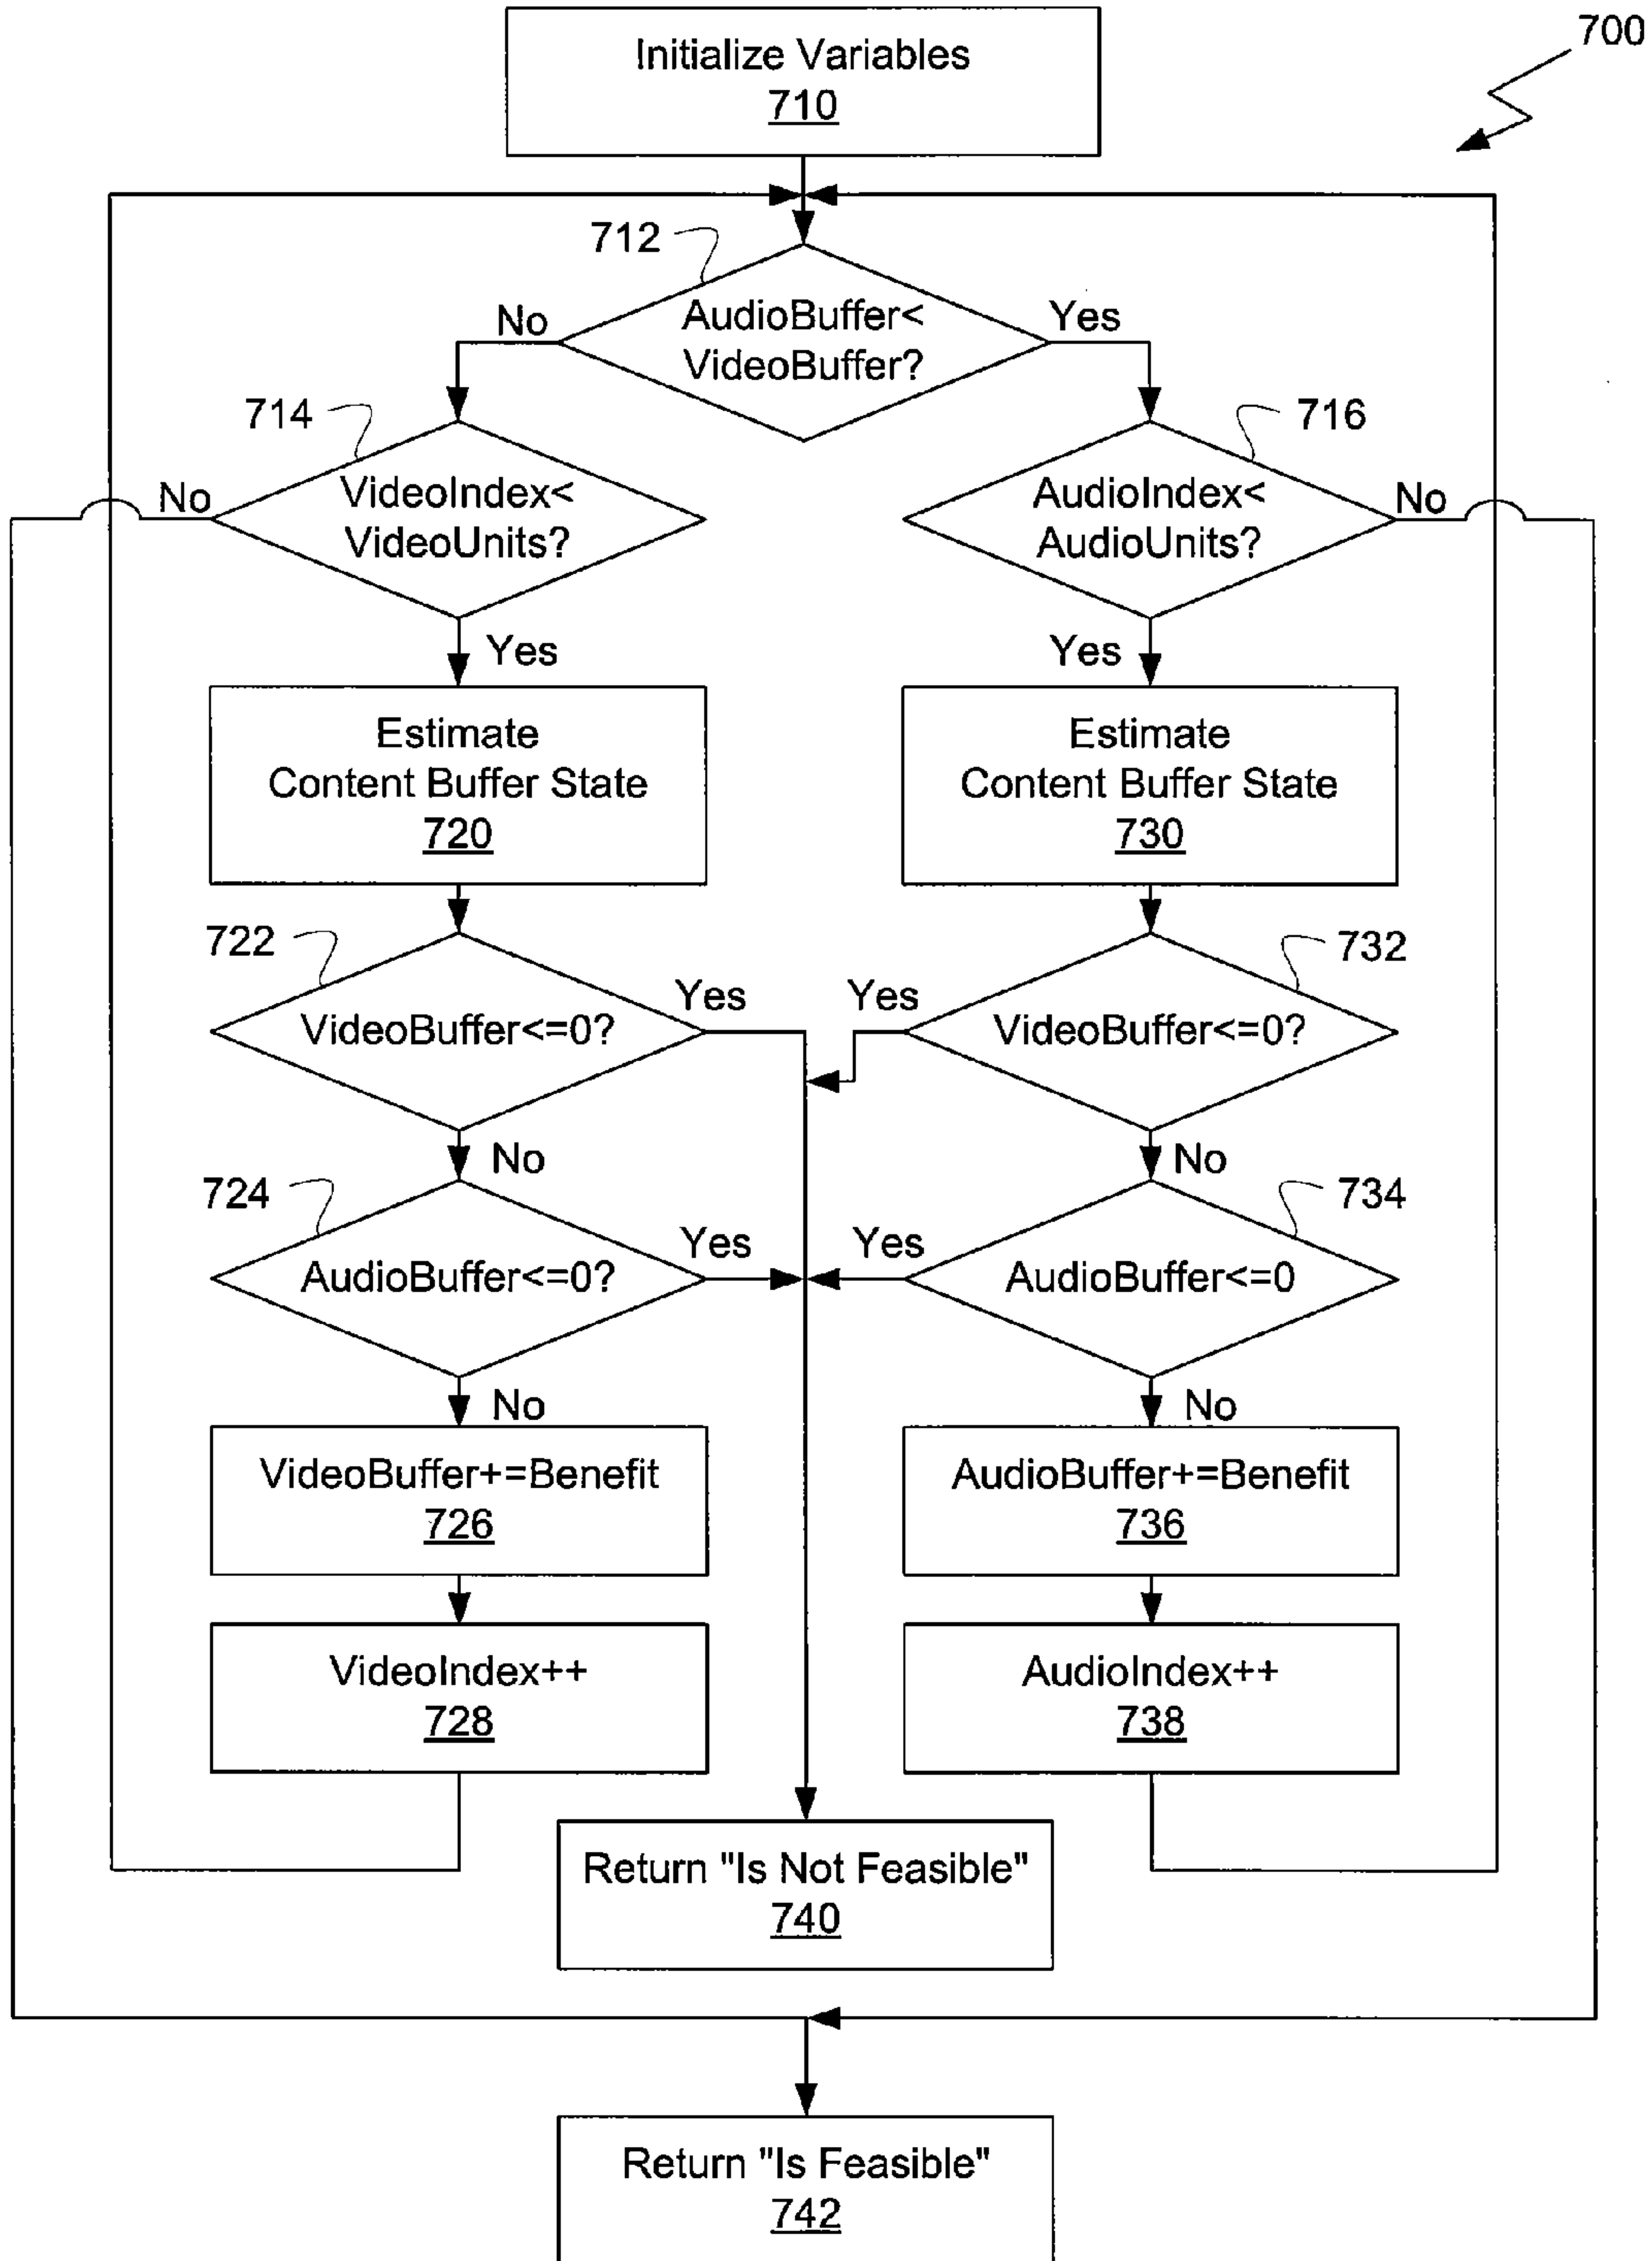 Initialize Variables
710
700
712
AudioBuffer<
VideoBuffer?
No
Yes
714
VideoIndex<
VideoUnits?
No
Yes
716
AudioIndex<
AudioUnits?
No
Yes
Estimate
Content Buffer State
720
Estimate
Content Buffer State
730
722
VideoBuffer<=0?
Yes
No
732
VideoBuffer<=0?
Yes
No
724
AudioBuffer<=0?
Yes
No
734
AudioBuffer<=0
Yes
No
VideoBuffer+=Benefit
726
AudioBuffer+=Benefit
736
VideoIndex++
728
AudioIndex++
738
Return "Is Not Feasible"
740
Return "Is Feasible"
742